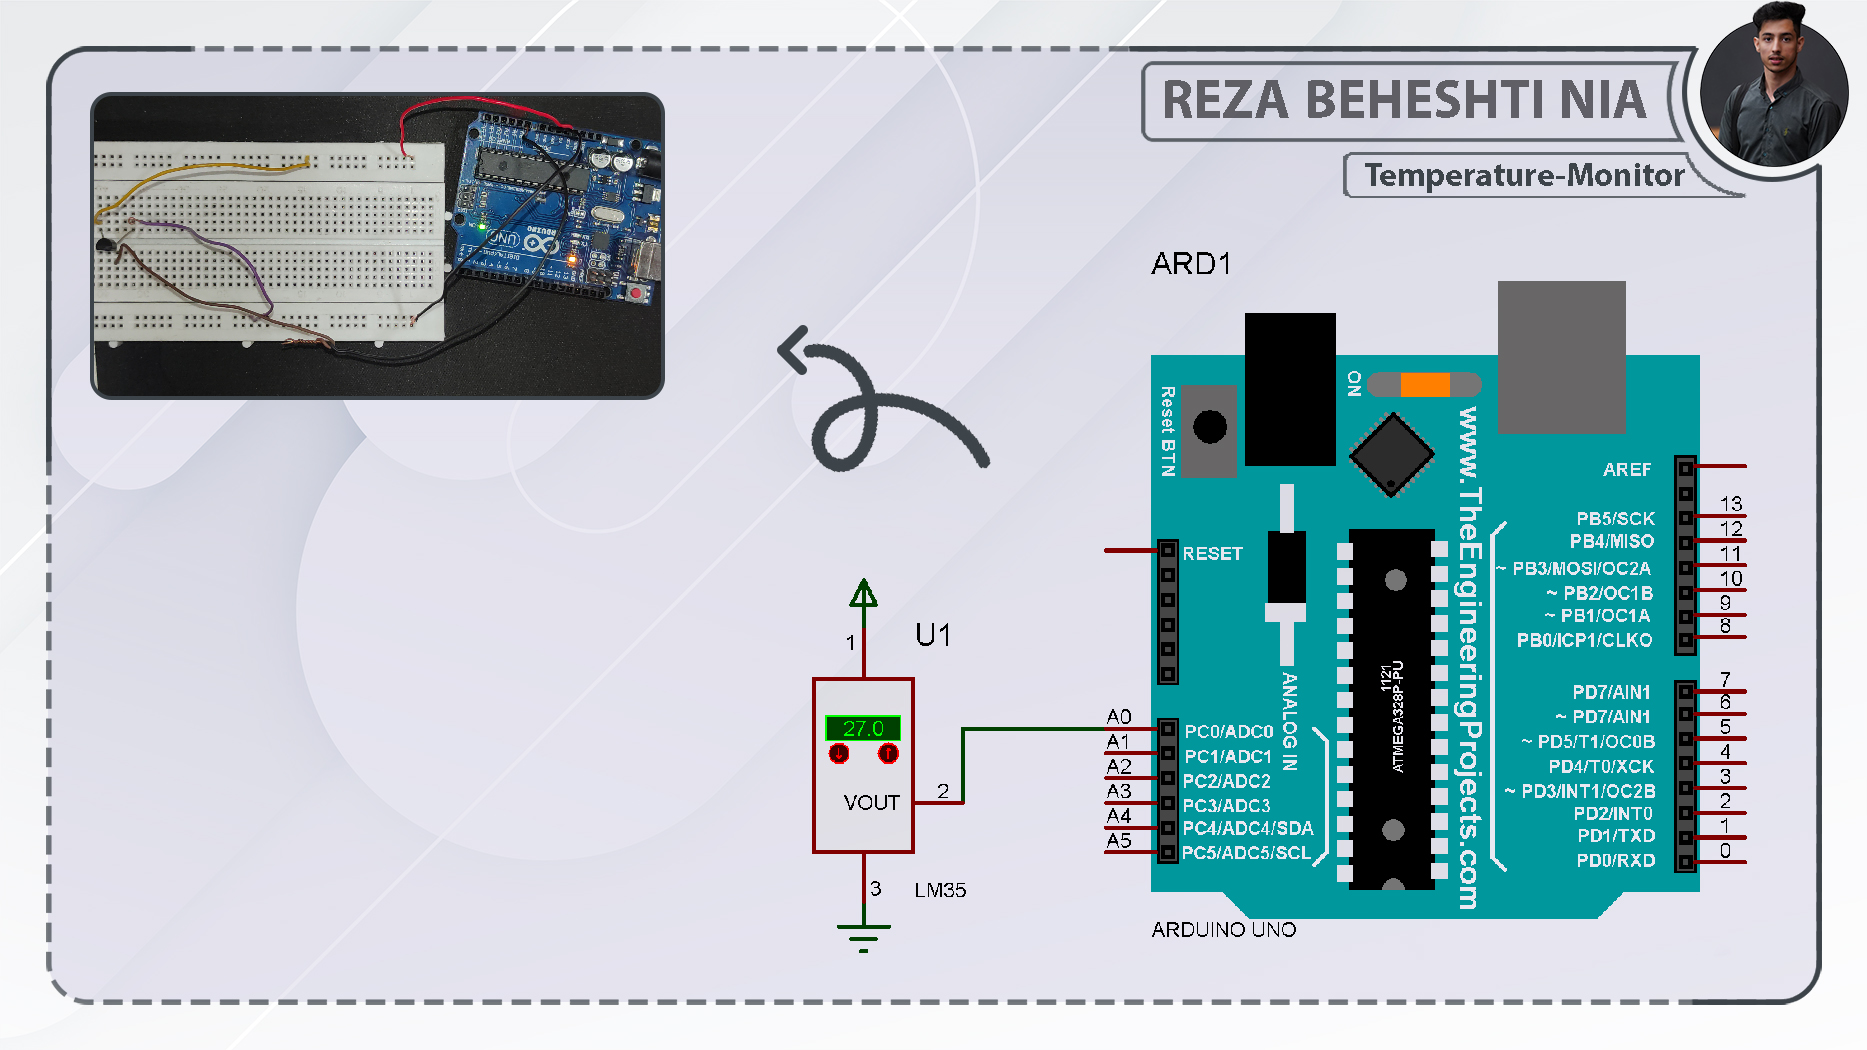 REZA BEHESHTI NIA
Temperature-Monitor
UNO
ARD1
Reset BTN
ON
www.TheEngineeringProjects.com
AREF
13
PB5/SCK
12
PB4/MISO
11
~ PB3/MOSI/OC2A
10
~ PB2/OC1B
9
~ PB1/OC1A
8
PB0/ICP1/CLKO
RESET
7
PD7/AIN1
6
~ PD7/AIN1
5
~ PD5/T1/OC0B
4
PD4/T0/XCK
3
~ PD3/INT1/OC2B
2
PD2/INT0
1
PD1/TXD
0
PD0/RXD
ANALOG IN
1121
ATMEGA328P-PU
A0
PC0/ADC0
A1
PC1/ADC1
A2
PC2/ADC2
A3
PC3/ADC3
A4
PC4/ADC4/SDA
A5
PC5/ADC5/SCL
ARDUINO UNO
U1
1
27.0
VOUT
2
3
LM35